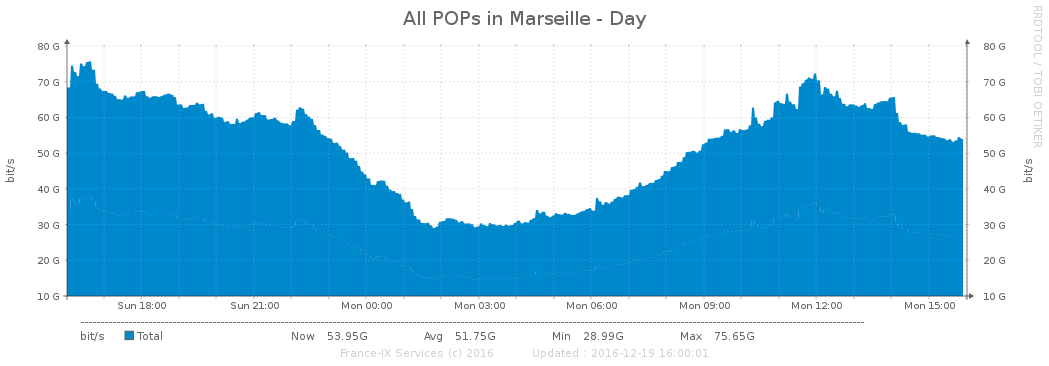 All POPs in Marseille - Day
RRDTOOL / TOBI OETIKER
80 G 80 G
70 G 70 G
60 G 60 G
50 G 50 G
40 G 40 G
30 G 30 G
20 G 20 G
10 G 10 G
bit/s
bit/s
Sun 18:00 Sun 21:00 Mon 00:00 Mon 03:00 Mon 06:00 Mon 09:00 Mon 12:00 Mon 15:00
bit/s Total Now 53.95G Avg 51.75G Min 28.99G Max 75.65G
France-IX Services (c) 2016 Updated : 2016-12-19 16:00:01